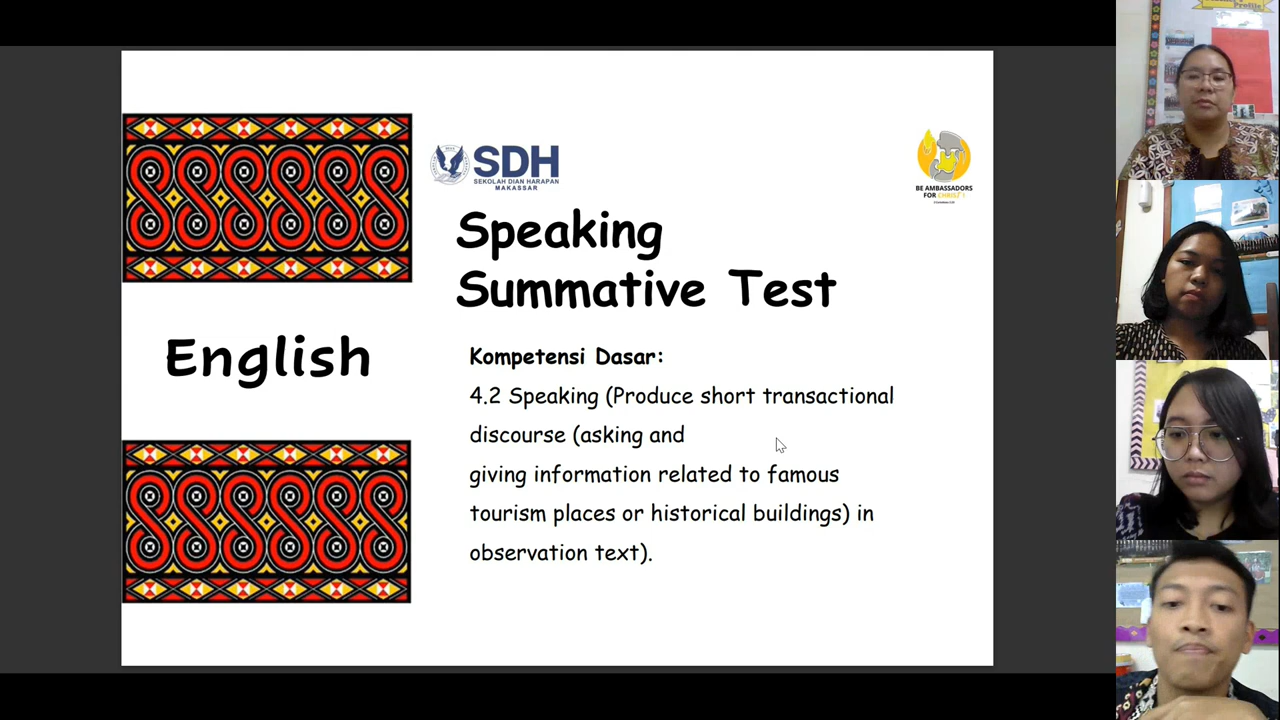 English
SDH
SEKOLAH DIAN HARAPAN
MAKASSAR
BE AMBASSADORS
FOR CHRIST !
Speaking
Summative Test
Kompetensi Dasar:
4.2 Speaking (Produce short transactional
discourse (asking and
giving information related to famous
tourism places or historical buildings) in
observation text).
Profile